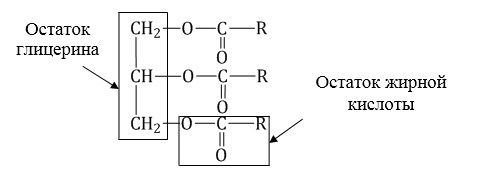 Остаток
глицерина
CH₂—O—C—R
O
CH—O—C—R
O
CH₂—O—C—R
O
Остаток жирной
кислоты